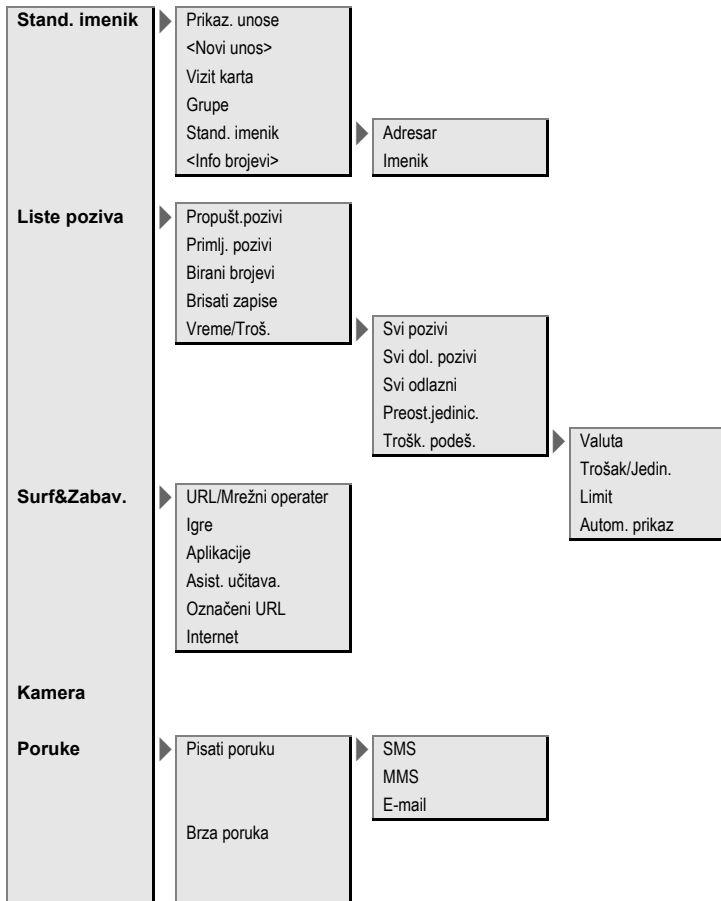 Stand. imenik
Prikaz. unose
<Novi unos>
Vizit karta
Grupe
Stand. imenik
<Info brojevi>
Adresar
Imenik
Liste poziva
Propušt.pozivi
Primlj. pozivi
Birani brojevi
Brisati zapise
Vreme/Troš.
Svi pozivi
Svi dol. pozivi
Svi odlazni
Preost.jedinic.
Trošk. podeš.
Valuta
Trošak/Jedin.
Limit
Autom. prikaz
Surf&Zabav.
URL/Mrežni operater
Igre
Aplikacije
Asist. učitava.
Označeni URL
Internet
Kamera
Poruke
Pisati poruku
SMS
MMS
E-mail
Brza poruka